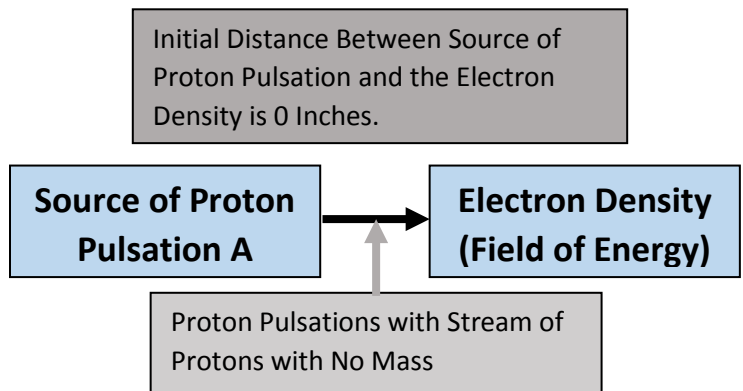 Initial Distance Between Source of
Proton Pulsation and the Electron
Density is 0 Inches.
Source of Proton
Pulsation A
Electron Density
(Field of Energy)
Proton Pulsations with Stream of
Protons with No Mass